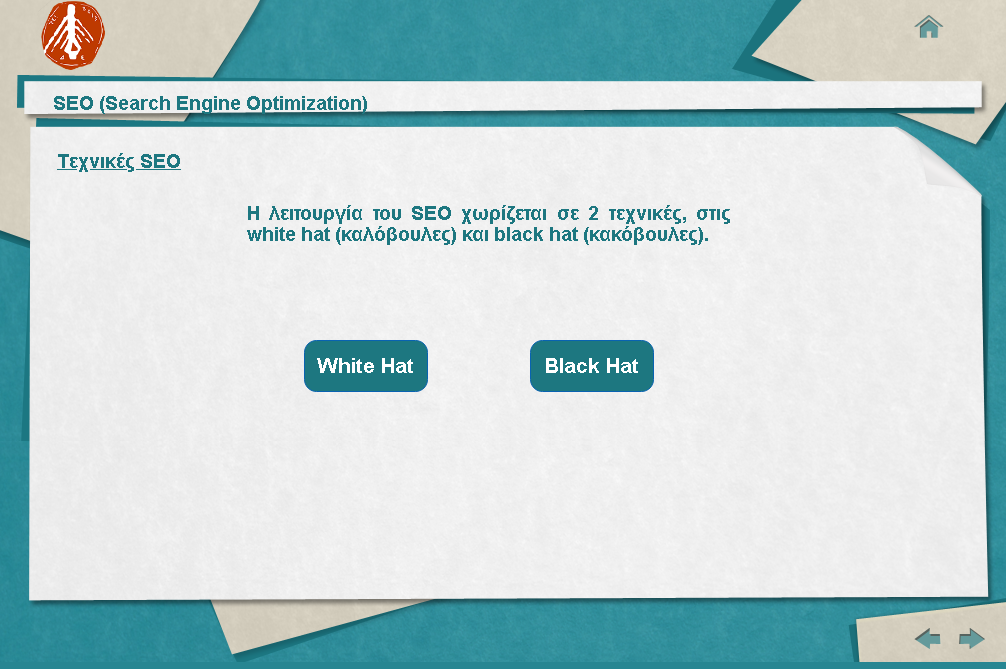 SEO (Search Engine Optimization)
Τεχνικές SEO
Η λειτουργία του SEO χωρίζεται σε 2 τεχνικές, στις
white hat (καλόβουλες) και black hat (κακόβουλες).
White Hat
Black Hat